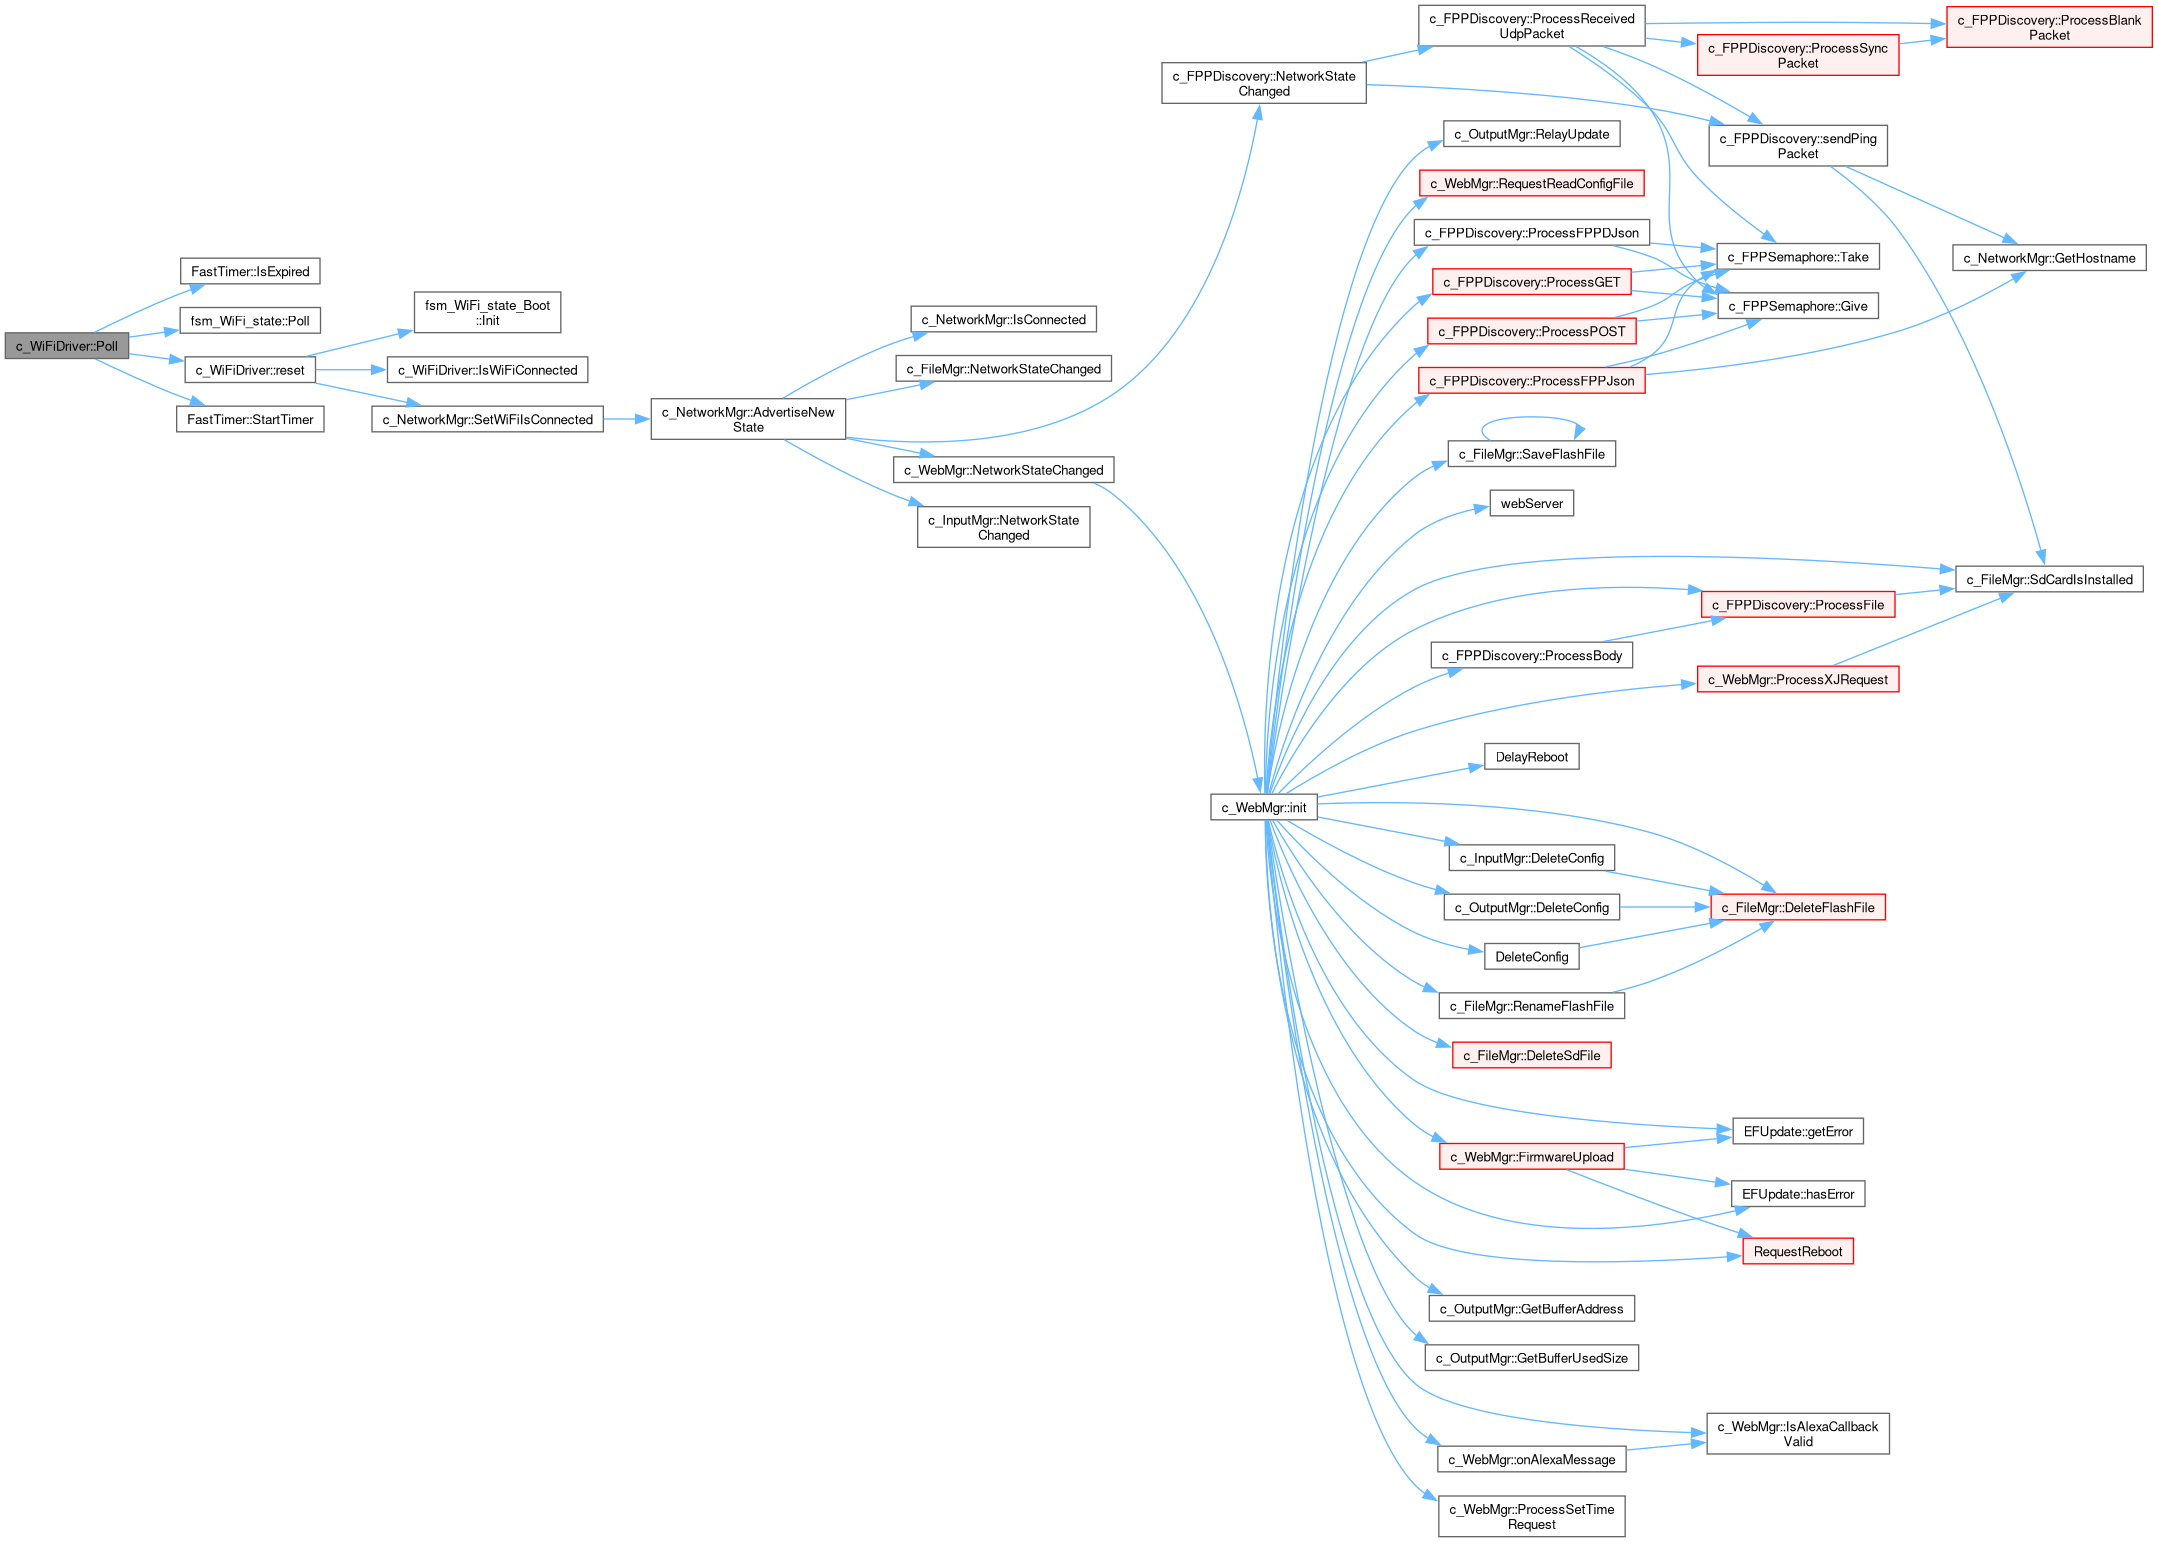 c_WiFiDriver::Poll
FastTimer::IsExpired
fsm_WiFi_state::Poll
c_WiFiDriver::reset
FastTimer::StartTimer
fsm_WiFi_state_Boot
::Init
c_WiFiDriver::IsWiFiConnected
c_NetworkMgr::SetWiFiIsConnected
c_NetworkMgr::AdvertiseNew
State
c_NetworkMgr::IsConnected
c_FileMgr::NetworkStateChanged
c_WebMgr::NetworkStateChanged
c_InputMgr::NetworkState
Changed
c_FPPDiscovery::NetworkState
Changed
c_WebMgr::init
c_FPPDiscovery::ProcessReceived
UdpPacket
c_OutputMgr::RelayUpdate
c_WebMgr::RequestReadConfigFile
c_FPPDiscovery::ProcessFPPDJson
c_FPPDiscovery::ProcessGET
c_FPPDiscovery::ProcessPOST
c_FPPDiscovery::ProcessFPPJson
c_FileMgr::SaveFlashFile
webServer
c_FPPDiscovery::ProcessBody
DelayReboot
c_InputMgr::DeleteConfig
c_OutputMgr::DeleteConfig
DeleteConfig
c_FileMgr::RenameFlashFile
c_FileMgr::DeleteSdFile
c_WebMgr::FirmwareUpload
c_OutputMgr::GetBufferAddress
c_OutputMgr::GetBufferUsedSize
c_WebMgr::onAlexaMessage
c_WebMgr::ProcessSetTime
Request
c_FPPDiscovery::ProcessSync
Packet
c_FPPDiscovery::sendPing
Packet
c_FPPSemaphore::Take
c_FPPSemaphore::Give
c_FPPDiscovery::ProcessFile
c_WebMgr::ProcessXJRequest
c_FileMgr::DeleteFlashFile
EFUpdate::getError
EFUpdate::hasError
RequestReboot
c_WebMgr::IsAlexaCallback
Valid
c_FPPDiscovery::ProcessBlank
Packet
c_NetworkMgr::GetHostname
c_FileMgr::SdCardIsInstalled